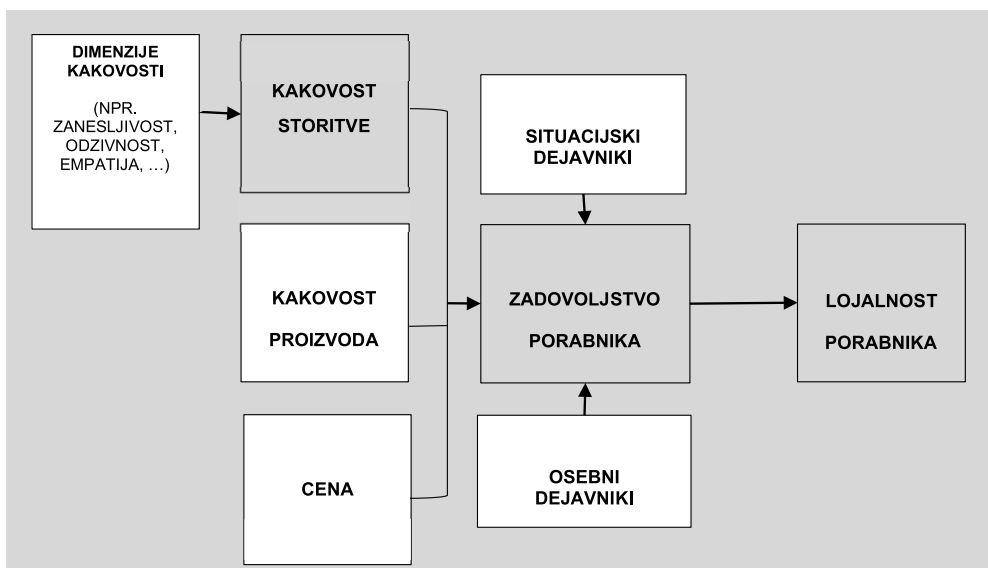 DIMENZIJE
KAKOVOSTI
(NPR.
ZANESLJIVOST,
ODZIVNOST,
EMPATIJA, ...)
KAKOVOST
STORITVE
SITUACIJSKI
DEJAVNIKI
KAKOVOST
PROIZVODA
ZADOVOLJSTVO
PORABNIKA
LOJALNOST
PORABNIKA
CENA
OSEBNI
DEJAVNIKI